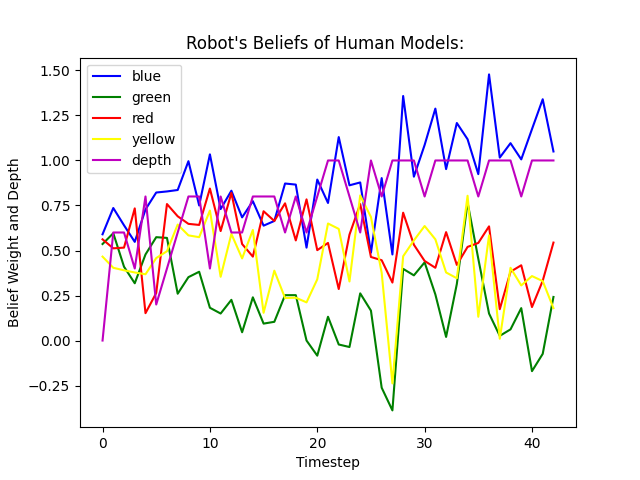 Robot's Beliefs of Human Models:
1.50
1.25
1.00
0.75
0.50
0.25
0.00
−0.25
Belief Weight and Depth
blue
green
red
yellow
depth
0
10
20
30
40
Timestep